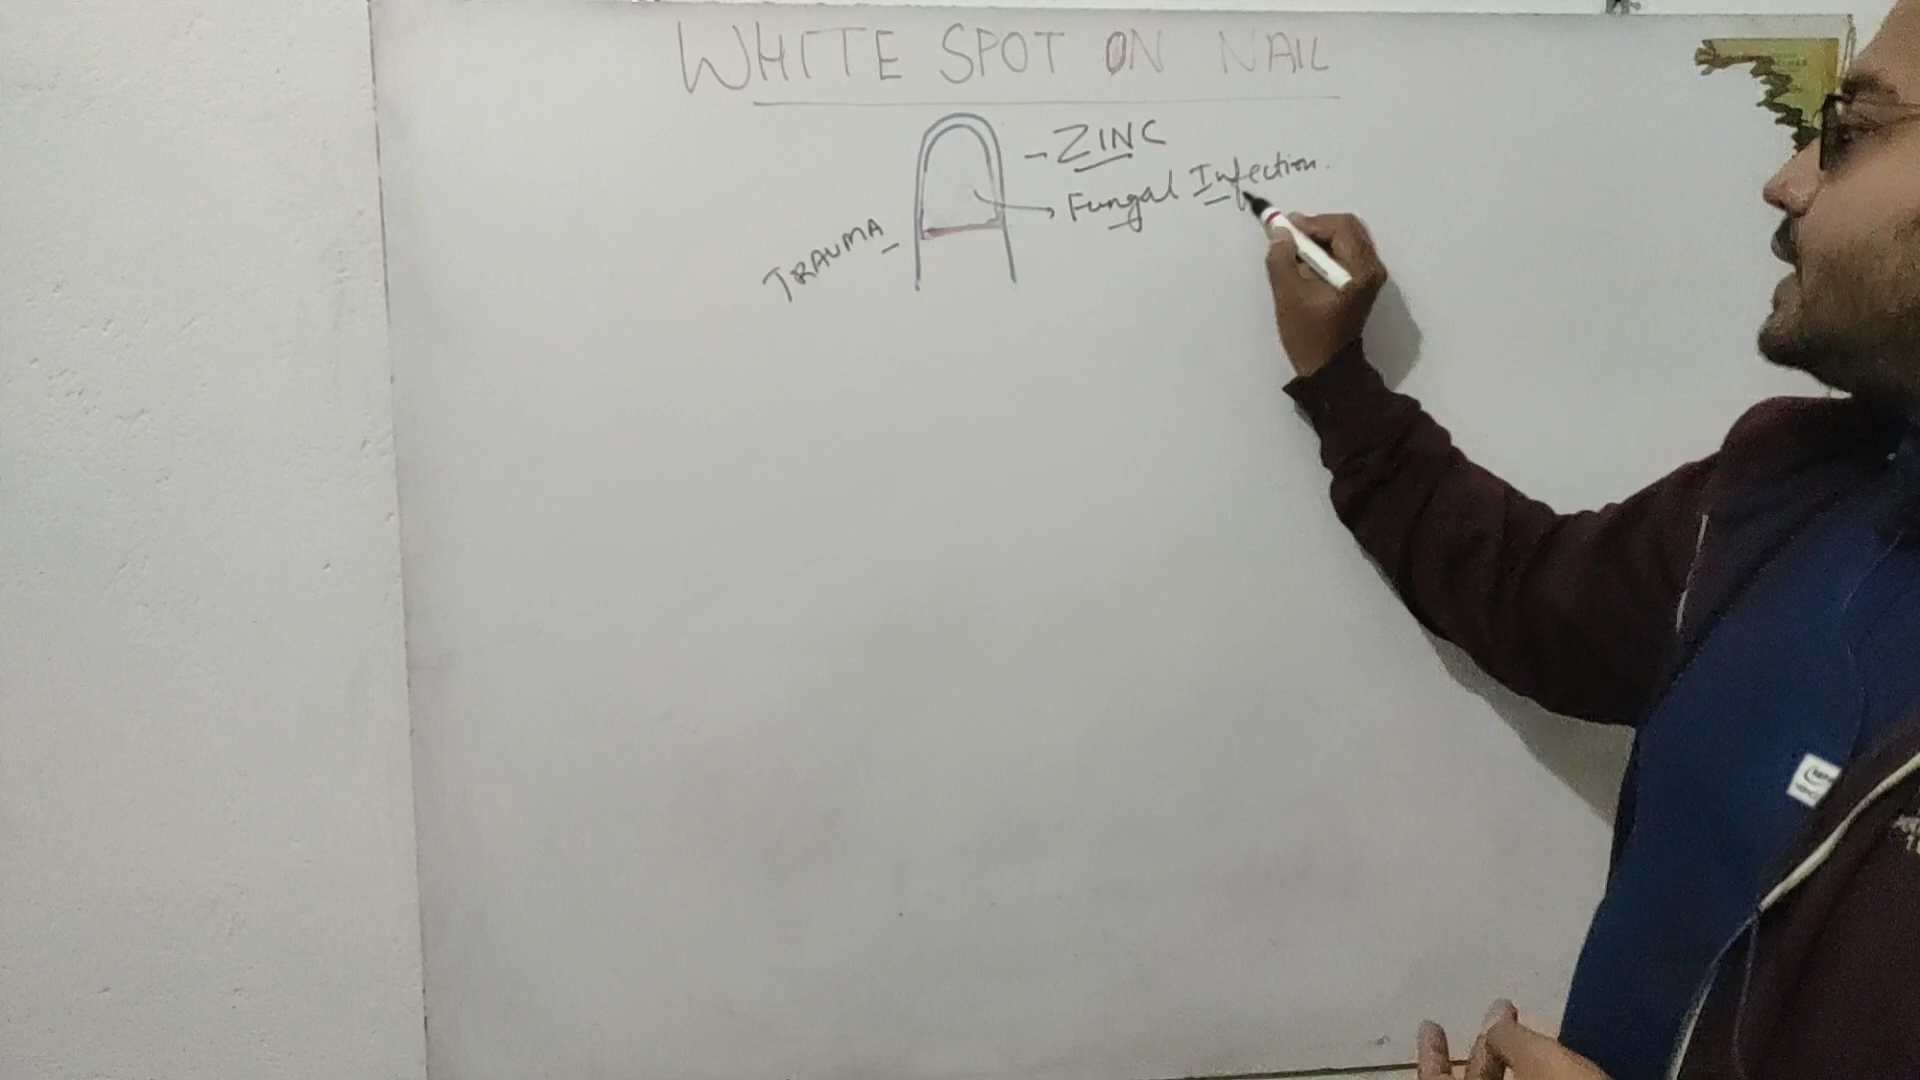 WHITE SPOT ON NAIL
- ZINC
Fungal Infection.
TRAUMA -